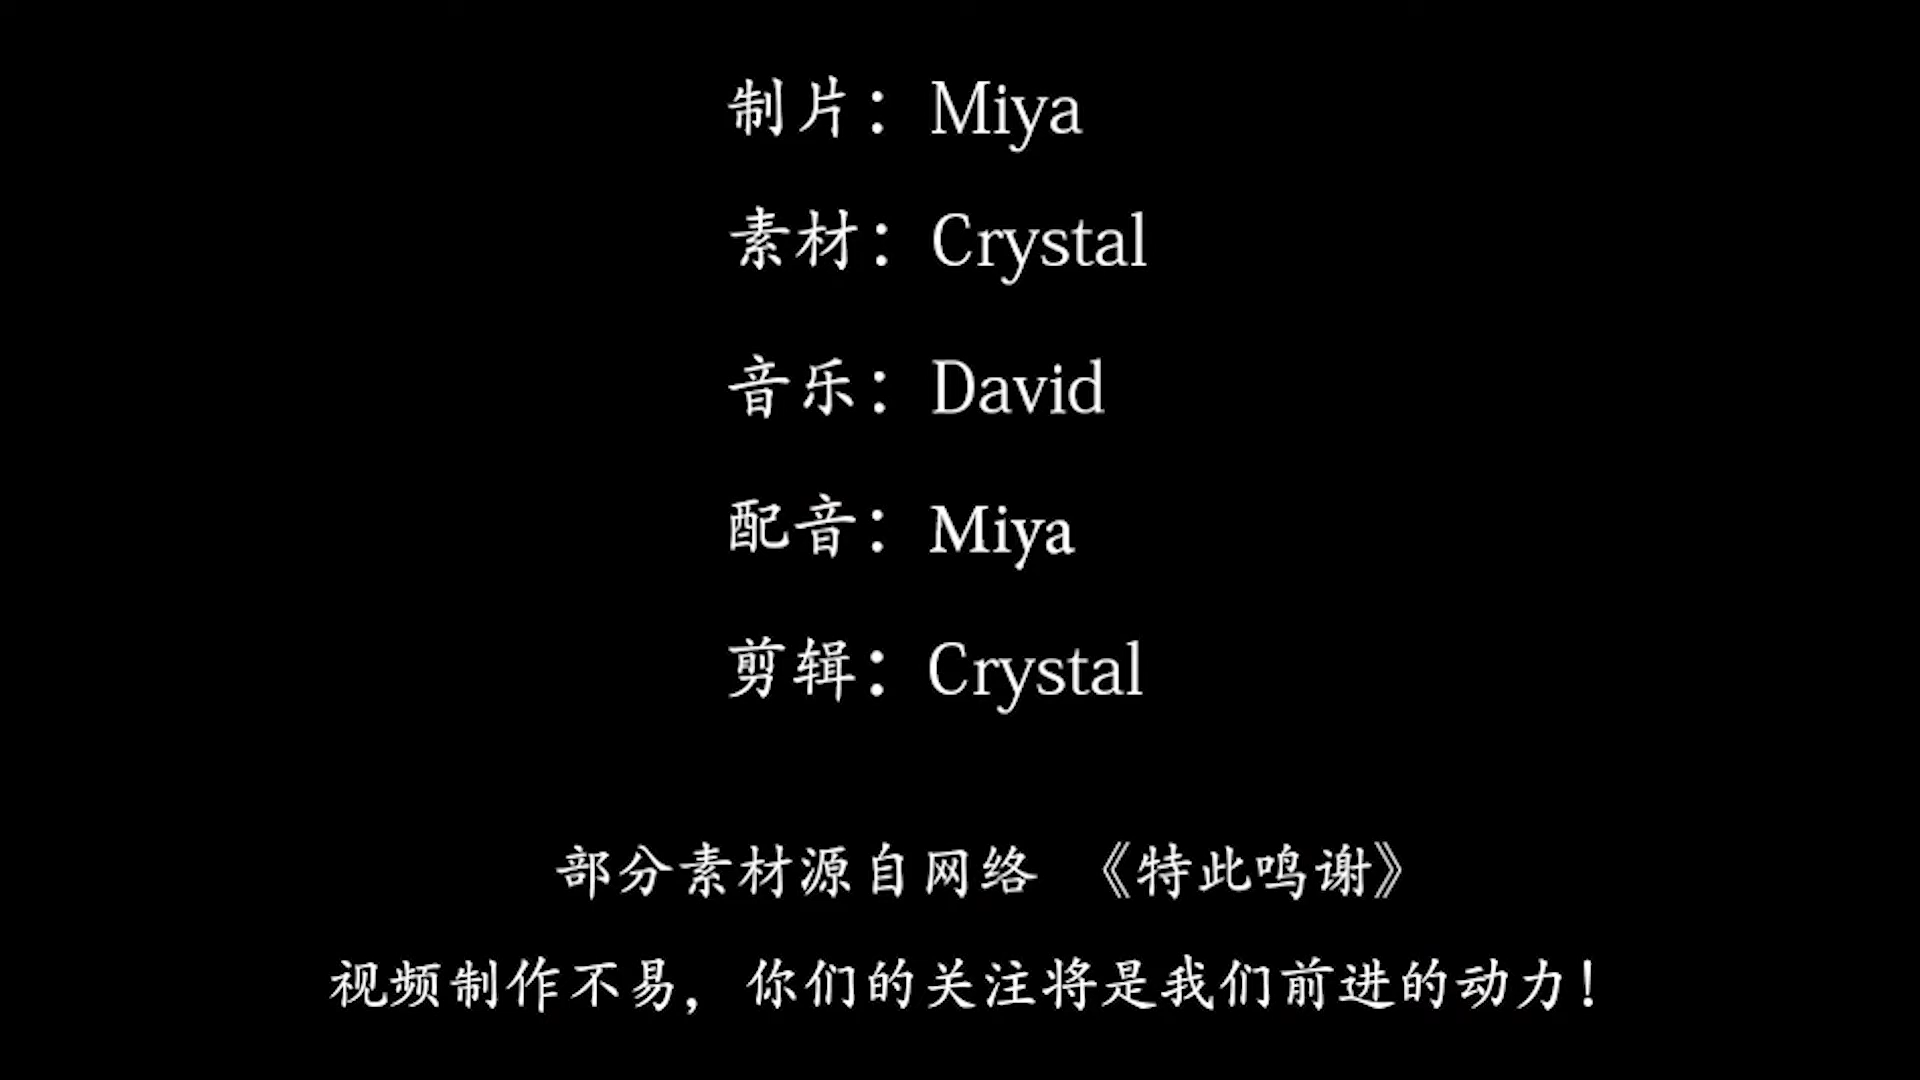 制片：Miya
素材：Crystal
音乐：David
配音：Miya
剪辑：Crystal
部分素材源自网络 《特此鸣谢》
视频制作不易，你们的关注将是我们前进的动力！